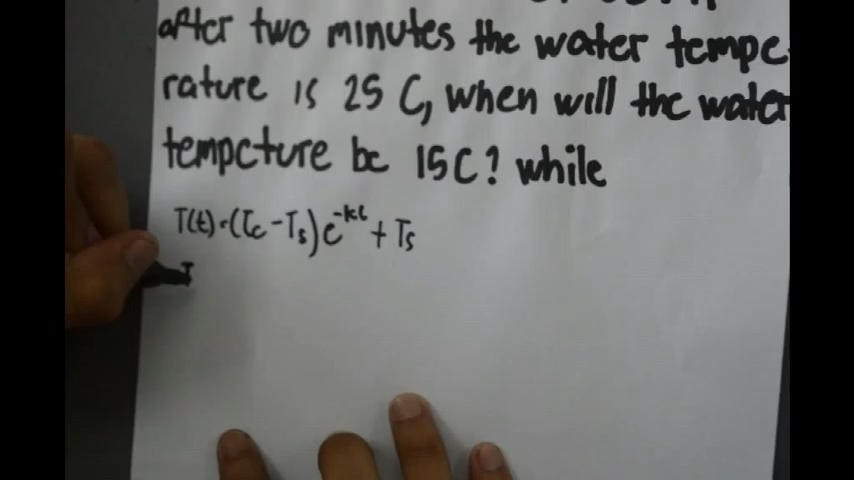 after two minutes the water tempe-
rature is 25 C, when will the water
tempcture be 15C? while
T(t) = (Tc - Ts) e^-kt + Ts
T